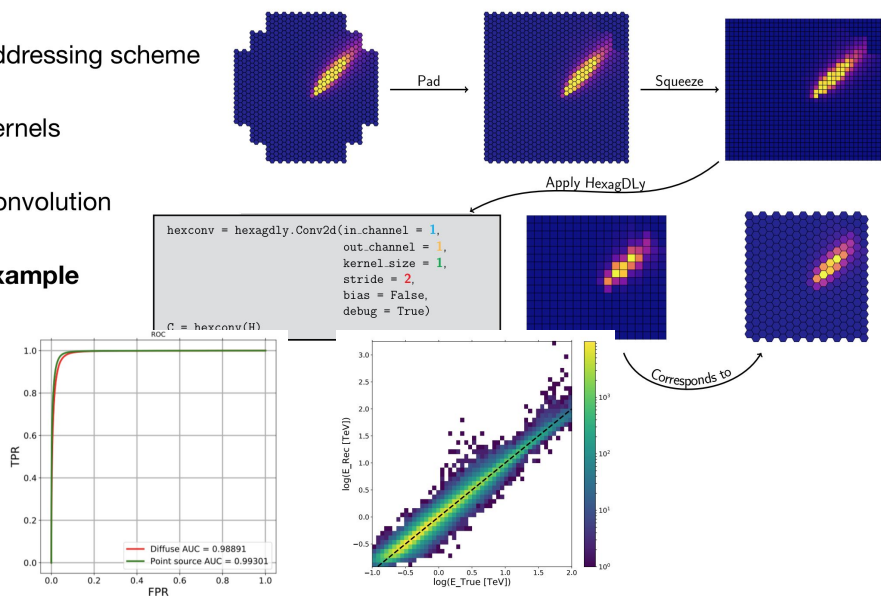 ddressing scheme
ernels
onvolution
xample
Pad
Squeeze
Apply HexagDLy
hexconv = hexagdly.Conv2d(in_channel = 1,
out_channel = 1,
kernel_size = 1,
stride = 2,
bias = False,
debug = True)
C = hexconv(H)
Corresponds to
ROC
1.0
0.8
0.6
0.4
0.2
0.0
TPR
Diffuse AUC = 0.98891
Point source AUC = 0.99301
0.0 0.2 0.4 0.6 0.8 1.0
FPR
3.0
2.5
2.0
1.5
1.0
0.5
0.0
−0.5
log(E_Rec [TeV])
−1.0 −0.5 0.0 0.5 1.0 1.5 2.0
log(E_True [TeV])
10³
10²
10¹
10⁰